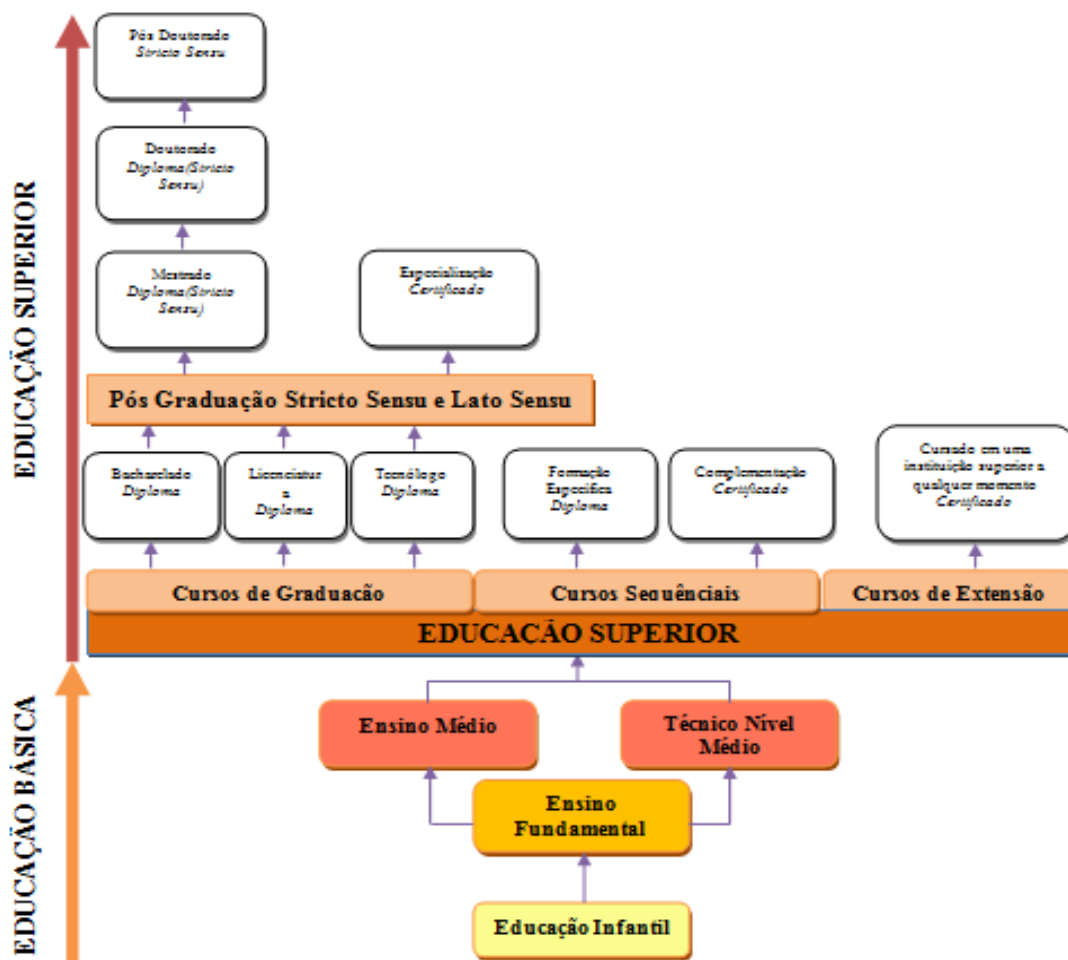 Pós Doutorado
Stricto Sensu
Doutorado
Diploma(Stricto
Sensu)
Mestrado
Diploma(Stricto
Sensu)
Especialização
Certificado
Pós Graduação Stricto Sensu e Lato Sensu
Bacharelado
Diploma
Licenciatur
a
Diploma
Tecnólogo
Diploma
Formação
Especifica
Diploma
Complementação
Certificado
Cursado em uma
instituição superior a
qualquer momento
Certificado
Cursos de Graduacão
Cursos Sequênciais
Cursos de Extensão
EDUCAÇÃO SUPERIOR
EDUCAÇÃO SUPERIOR
Ensino Médio
Técnico Nível
Médio
Ensino
Fundamental
Educação Infantil
EDUCAÇÃO BÁSICA